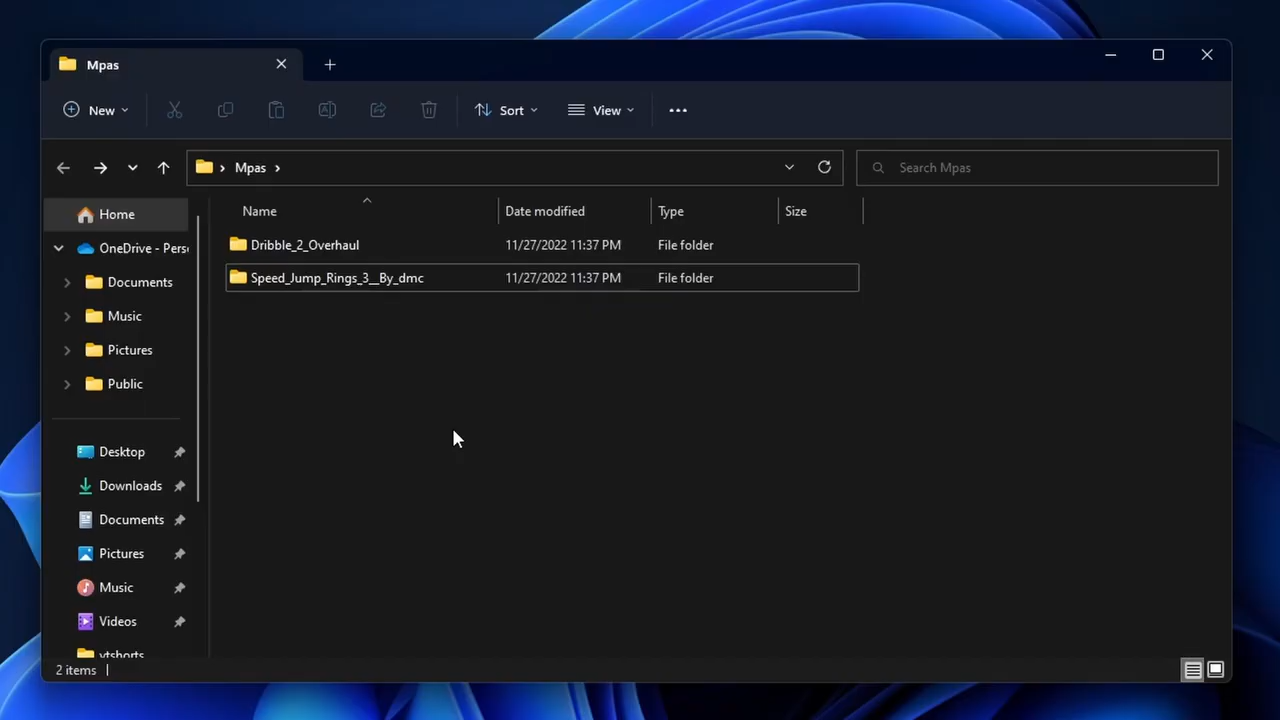 Mpas
New
Sort
View
Mpas
Search Mpas
Name Date modified Type Size
Home
OneDrive - Pers
Documents
Music
Pictures
Public
Desktop
Downloads
Documents
Pictures
Music
Videos
ytshorts
Dribble_2_Overhaul 11/27/2022 11:37 PM File folder
Speed_Jump_Rings_3__By_dmc 11/27/2022 11:37 PM File folder
2 items